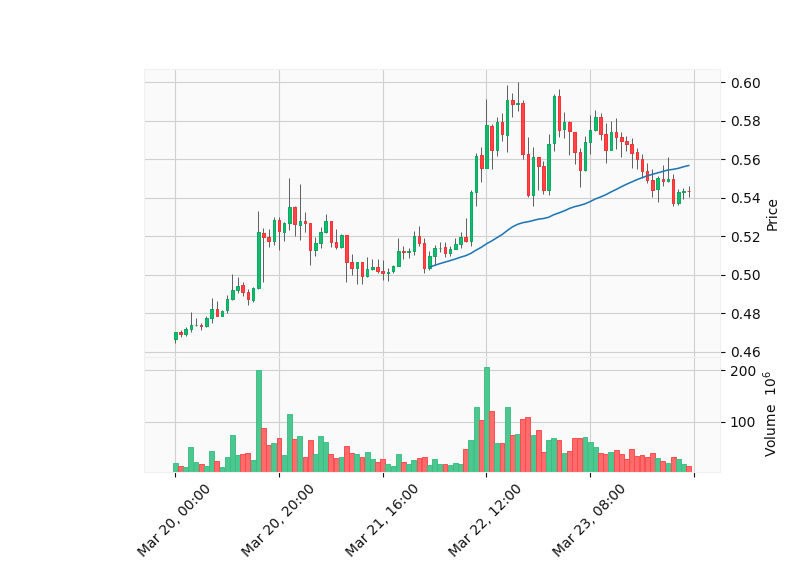 0.60
0.58
0.56
0.54
0.52
0.50
0.48
0.46
Price
200
100
Volume 10⁶
Mar 20, 00:00
Mar 20, 20:00
Mar 21, 16:00
Mar 22, 12:00
Mar 23, 08:00